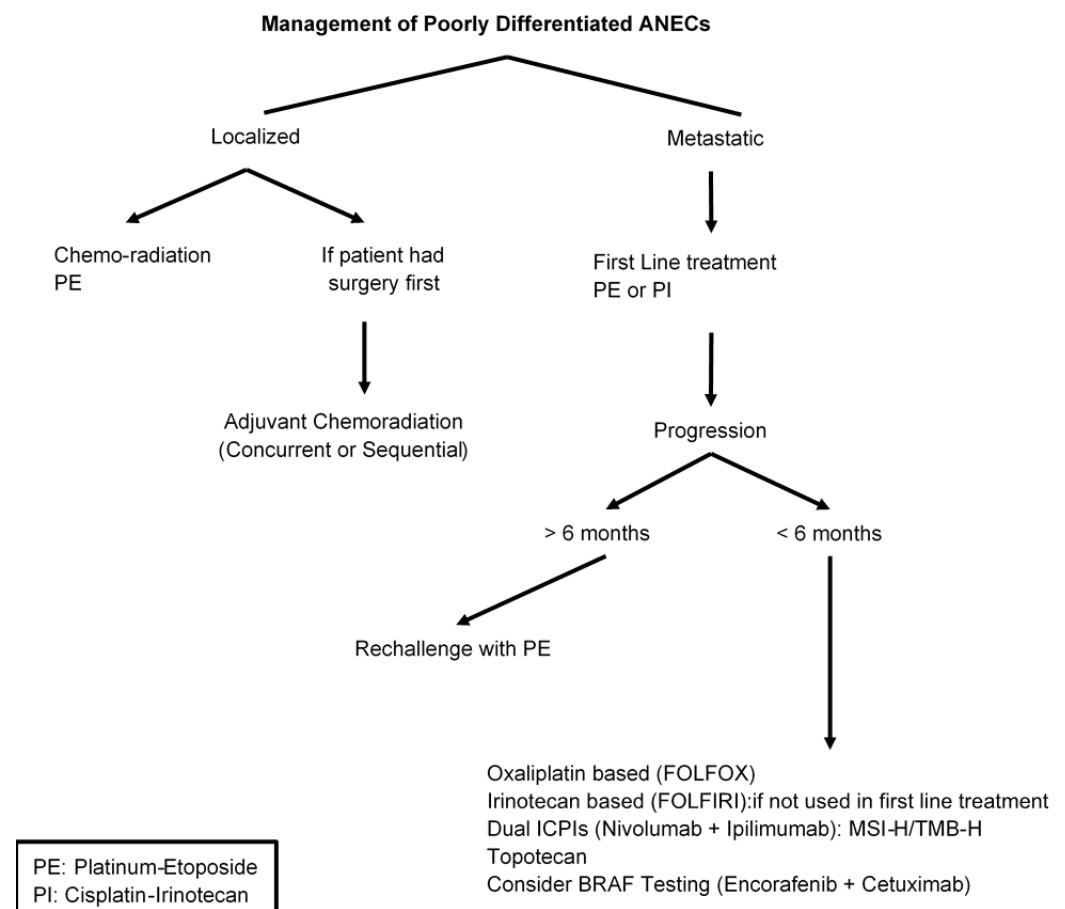 Management of Poorly Differentiated ANECs
Localized
Metastatic
Chemo-radiation
PE
If patient had
surgery first
First Line treatment
PE or PI
Adjuvant Chemoradiation
(Concurrent or Sequential)
Progression
> 6 months
< 6 months
Rechallenge with PE
Oxaliplatin based (FOLFOX)
Irinotecan based (FOLFIRI):if not used in first line treatment
Dual ICPIs (Nivolumab + Ipilimumab): MSI-H/TMB-H
Topotecan
Consider BRAF Testing (Encorafenib + Cetuximab)
PE: Platinum-Etoposide
PI: Cisplatin-Irinotecan